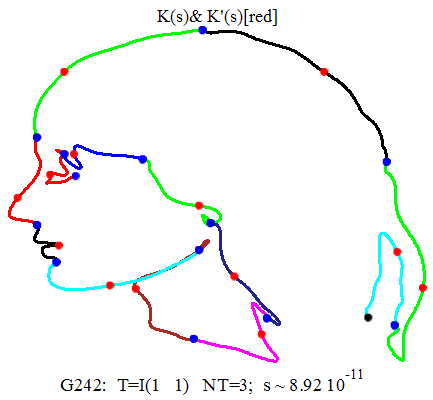 K(s)& K'(s)[red]
G242: T=I(1 1) NT=3; s ~ 8.92 10⁻¹¹